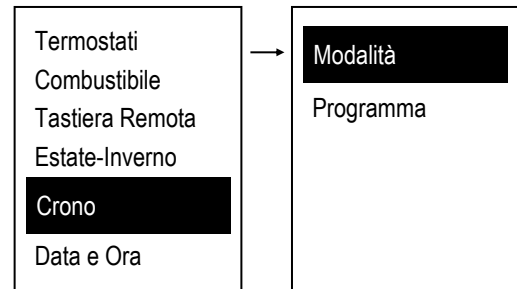 Termostati
Combustibile
Tastiera Remota
Estate-Inverno
Crono
Data e Ora
Modalità
Programma